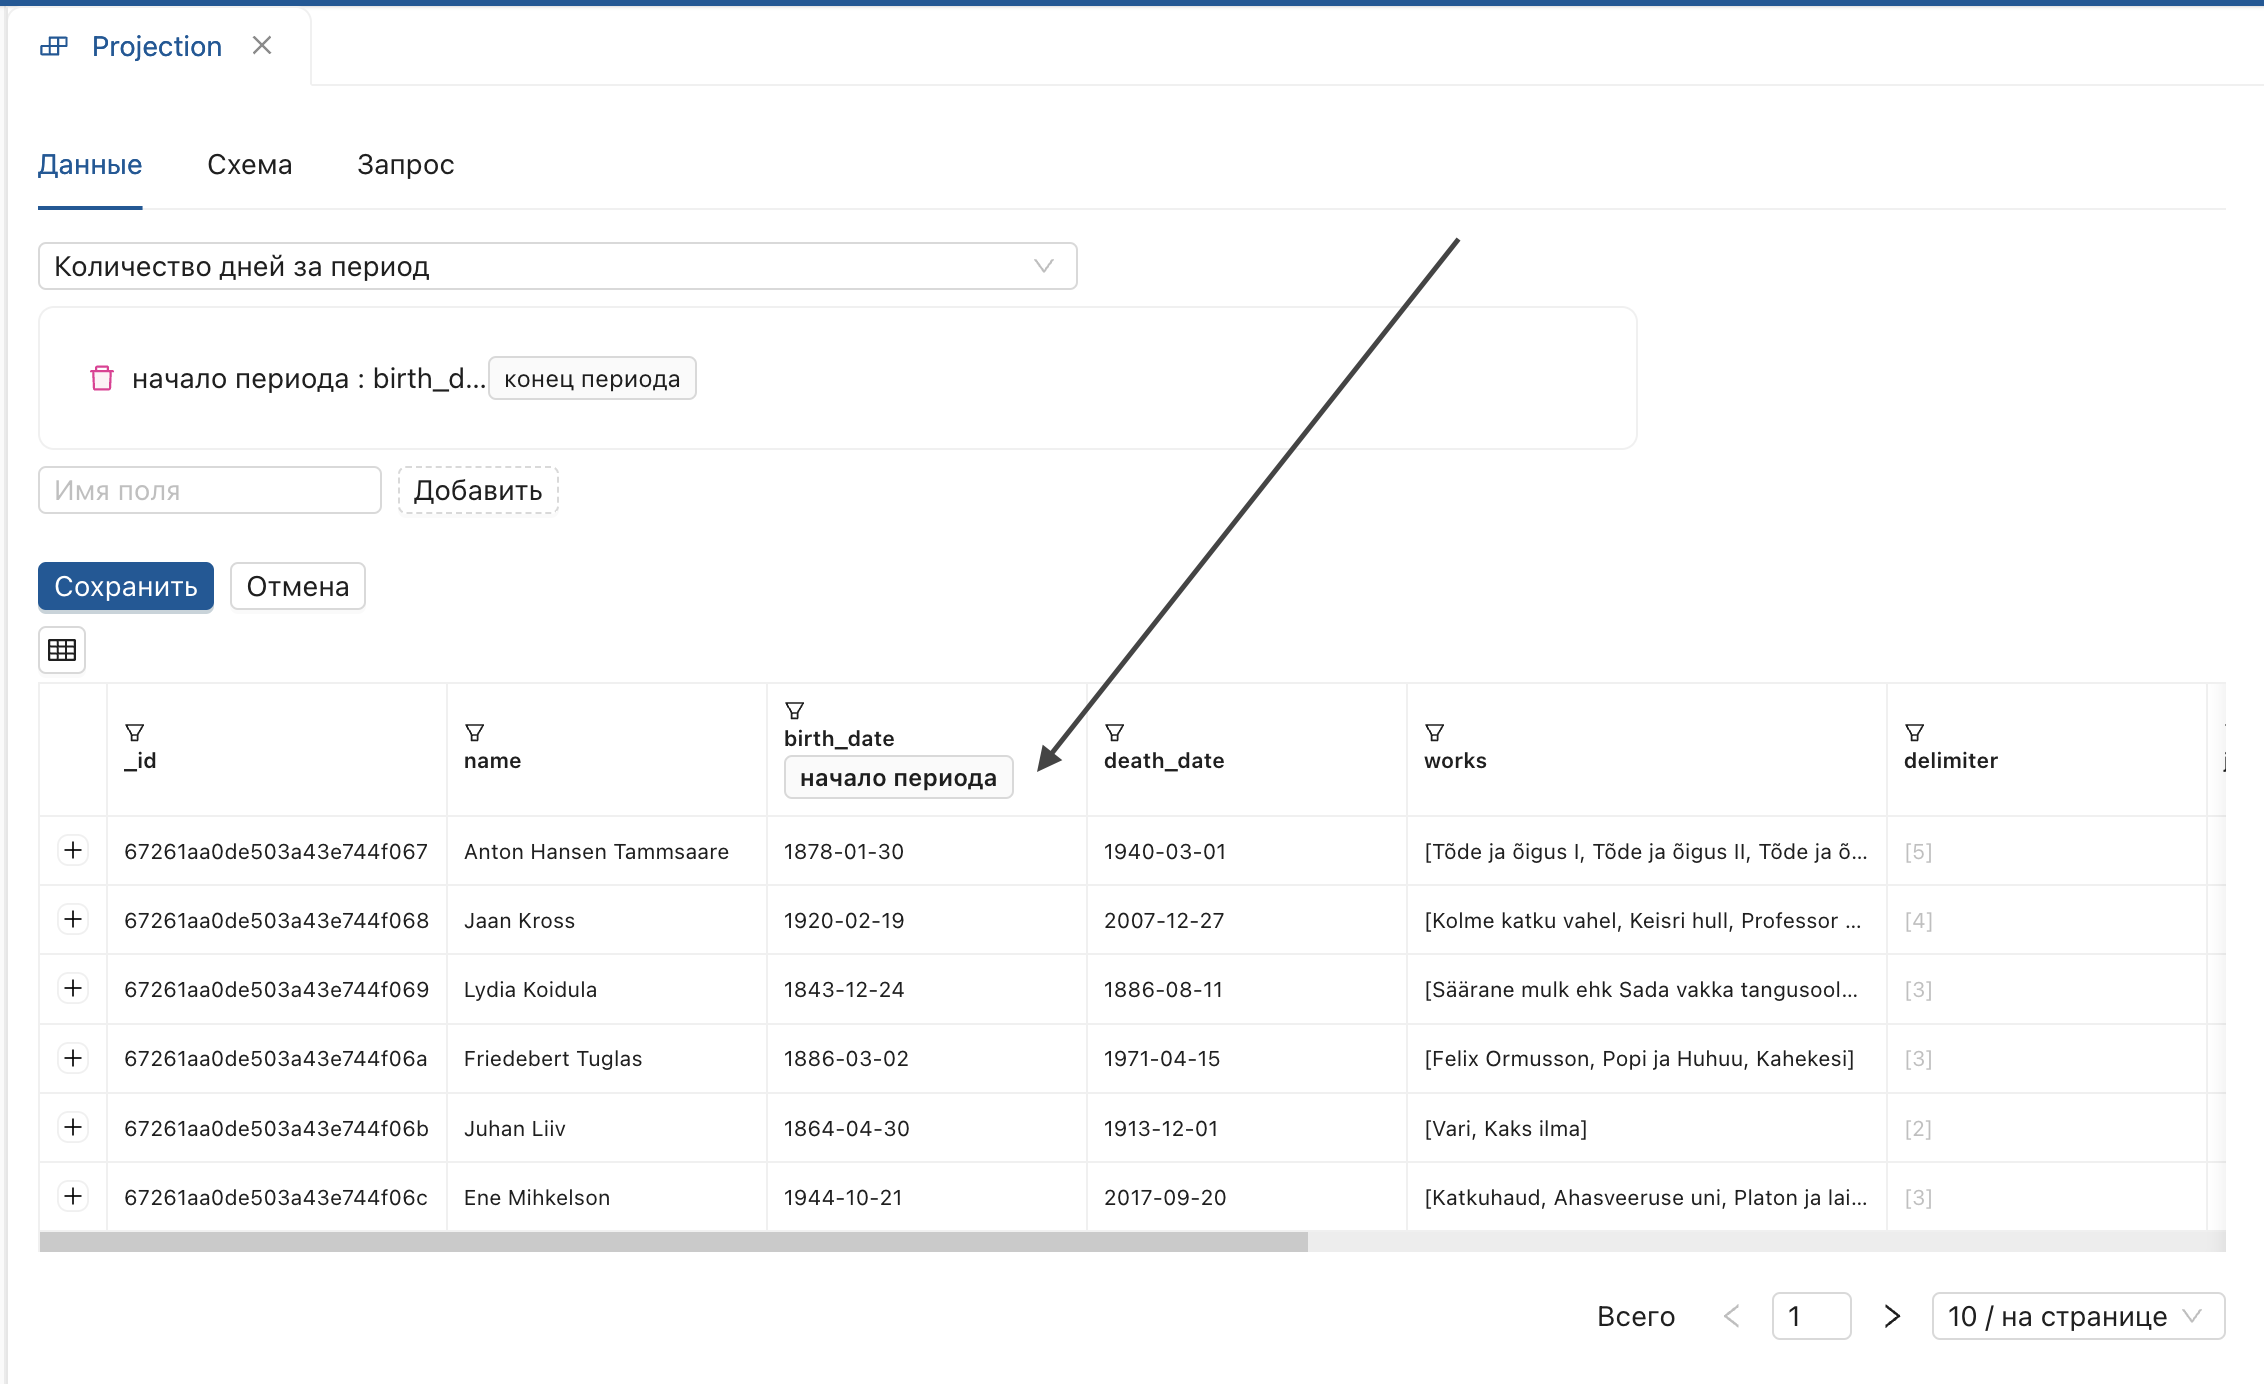 Projection
Данные Схема Запрос
Количество дней за период
начало периода : birth_d... конец периода
Имя поля Добавить
Сохранить Отмена
_id name birth_date death_date works delimiter
начало периода
67261aa0de503a43e744f067 Anton Hansen Tammsaare 1878-01-30 1940-03-01 [Tõde ja õigus I, Tõde ja õigus II, Tõde ja õ... [5]
67261aa0de503a43e744f068 Jaan Kross 1920-02-19 2007-12-27 [Kolme katku vahel, Keisri hull, Professor ... [4]
67261aa0de503a43e744f069 Lydia Koidula 1843-12-24 1886-08-11 [Säärane mulk ehk Sada vakka tangusool... [3]
67261aa0de503a43e744f06a Friedebert Tuglas 1886-03-02 1971-04-15 [Felix Ormusson, Popi ja Huhuu, Kahekesi] [3]
67261aa0de503a43e744f06b Juhan Liiv 1864-04-30 1913-12-01 [Vari, Kaks ilma] [2]
67261aa0de503a43e744f06c Ene Mihkelson 1944-10-21 2017-09-20 [Katkuhaud, Ahasveeruse uni, Platon ja lai... [3]
Всего 1 10 / на странице